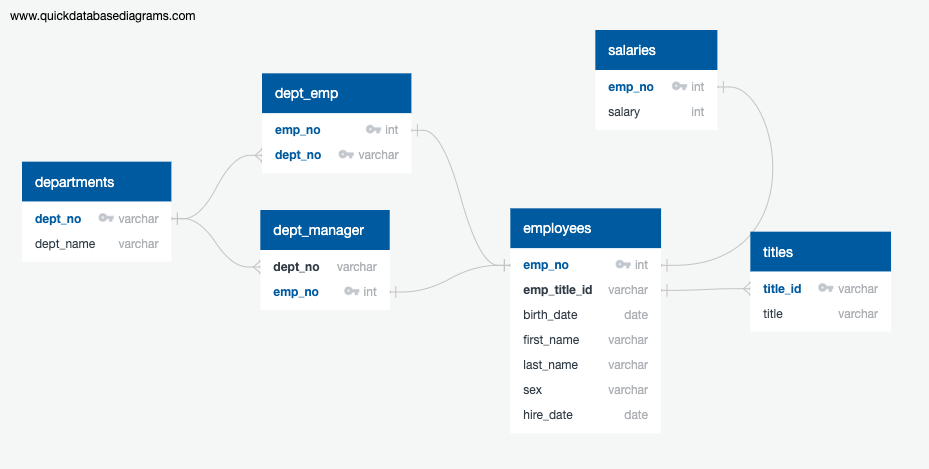 www.quickdatabasediagrams.com
salaries
emp_no int
salary int
dept_emp
emp_no int
dept_no varchar
departments
dept_no varchar
dept_name varchar
dept_manager
dept_no varchar
emp_no int
employees
emp_no int
emp_title_id varchar
birth_date date
first_name varchar
last_name varchar
sex varchar
hire_date date
titles
title_id varchar
title varchar